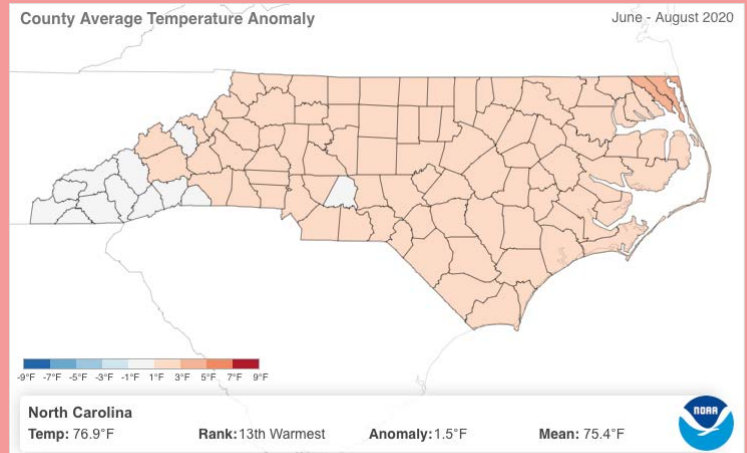 County Average Temperature Anomaly
June - August 2020
-9°F -7°F -5°F -3°F -1°F 1°F 3°F 5°F 7°F 9°F
North Carolina
Temp: 76.9°F Rank:13th Warmest Anomaly:1.5°F Mean: 75.4°F
NOAA